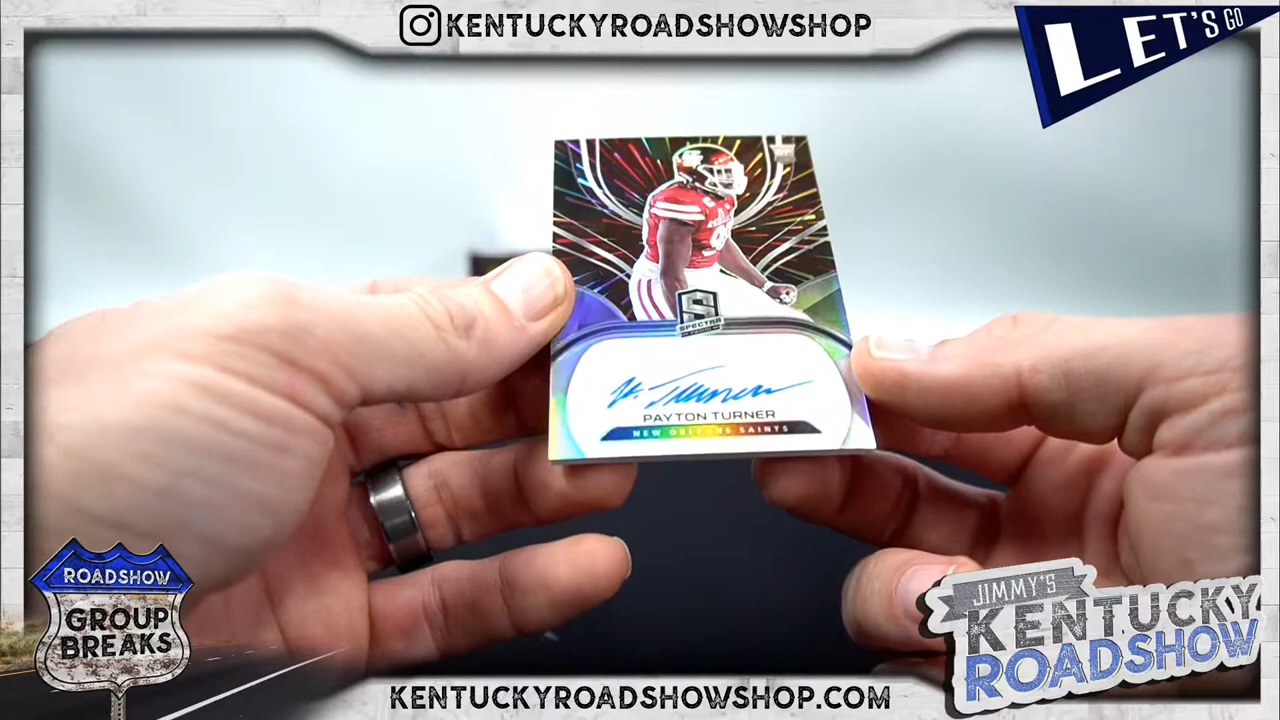 KENTUCKYROADSHOWSHOP
LET'S GO
SPECTRA
PAYTON TURNER
NEW ORLEANS SAINTS
ROADSHOW
GROUP
BREAKS
JIMMY'S
KENTUCKY
ROADSHOW
KENTUCKYROADSHOWSHOP.COM